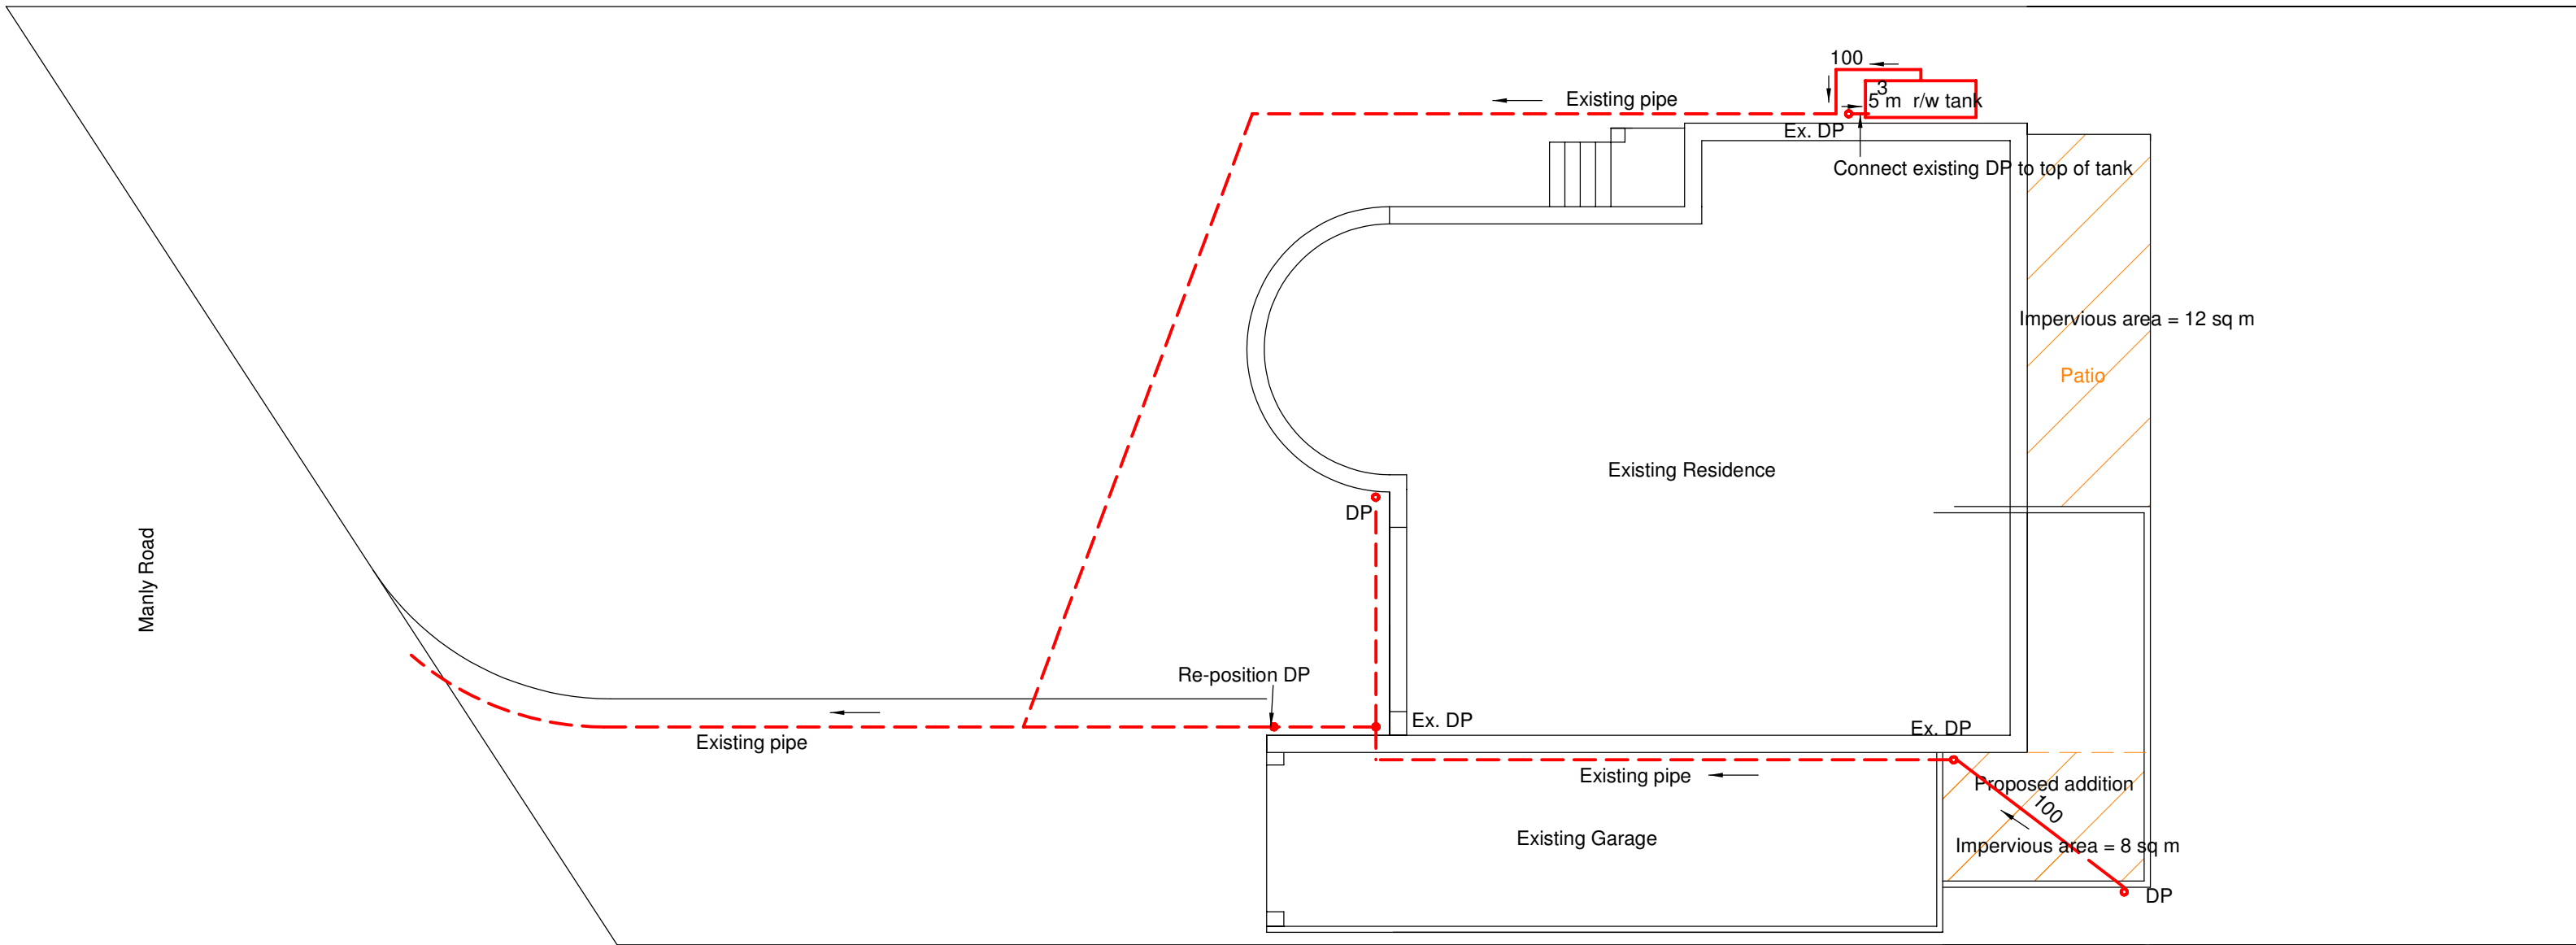 100
3
5 m r/w tank
Existing pipe
Ex. DP
Connect existing DP to top of tank
Impervious area = 12 sq m
Patio
Existing Residence
DP
Manly Road
Re-position DP
Ex. DP
Ex. DP
Existing pipe
Existing pipe
Proposed addition
100
Existing Garage
Impervious area = 8 sq m
DP